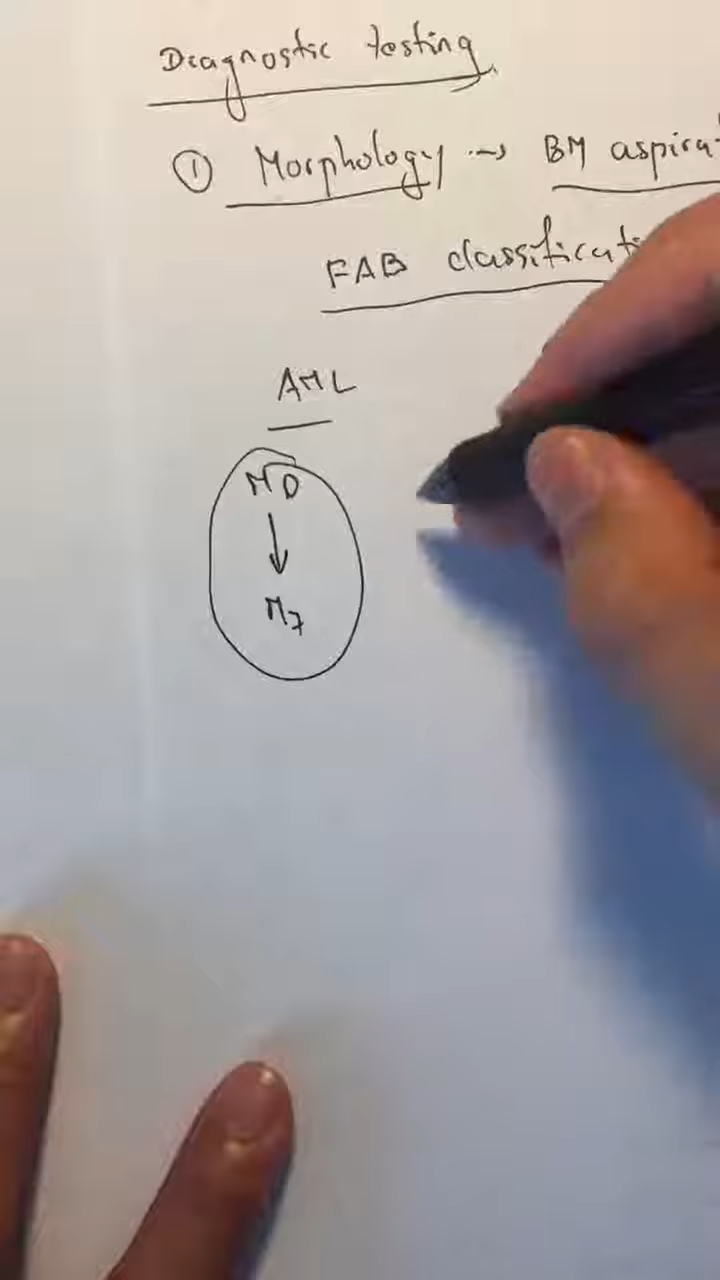 Diagnostic testing
① Morphology → BM aspira
FAB classificati
AML
M0
↓
M7